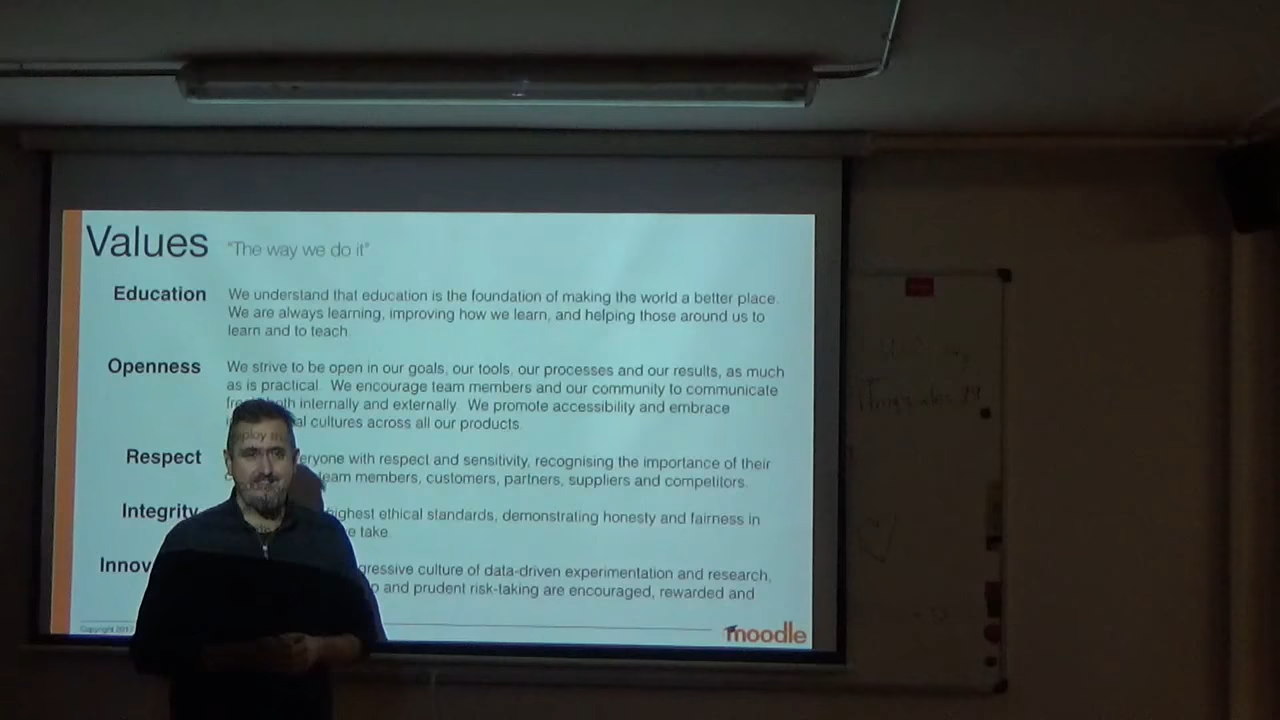 Values "The way we do it"
Education We understand that education is the foundation of making the world a better place.
We are always learning, improving how we learn, and helping those around us to
learn and to teach.
Openness We strive to be open in our goals, our tools, our processes and our results, as much
as is practical. We encourage team members and our community to communicate
both internally and externally. We promote accessibility and embrace
cultures across all our products.
Respect with respect and sensitivity, recognising the importance of their
team members, customers, partners, suppliers and competitors.
Integrity highest ethical standards, demonstrating honesty and fairness in
take.
culture of data-driven experimentation and research,
and prudent risk-taking are encouraged, rewarded and
Copyright
moodle